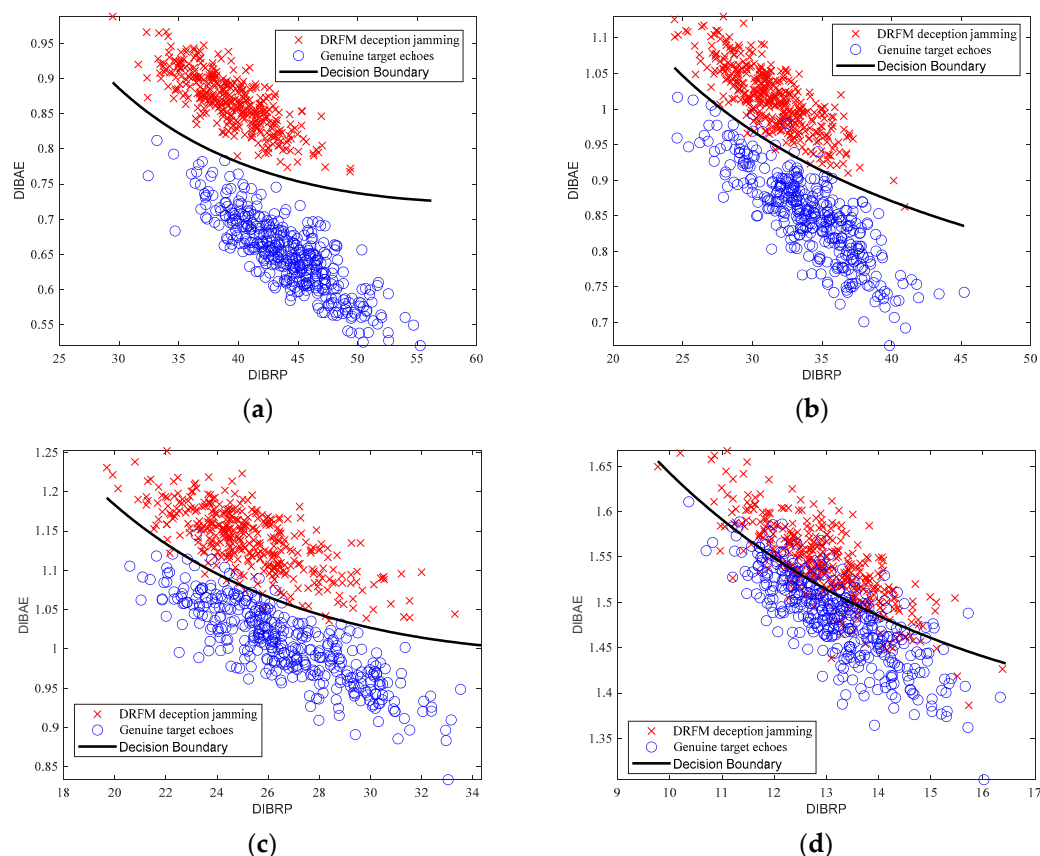 DRFM deception jamming
Genuine target echoes
Decision Boundary
0.95
0.9
0.85
0.8
0.75
0.7
0.65
0.6
0.55
DIBAE
25 30 35 40 45 50 55 60
DIBRP
(a)
DRFM deception jamming
Genuine target echoes
Decision Boundary
1.1
1.05
1
0.95
0.9
0.85
0.8
0.75
0.7
DIBAE
20 25 30 35 40 45 50
DIBRP
(b)
1.25
1.2
1.15
1.1
1.05
1
0.95
0.9
0.85
DIBAE
DRFM deception jamming
Genuine target echoes
Decision Boundary
18 20 22 24 26 28 30 32 34
DIBRP
(c)
1.65
1.6
1.55
1.5
1.45
1.4
1.35
DIBAE
DRFM deception jamming
Genuine target echoes
Decision Boundary
9 10 11 12 13 14 15 16 17
DIBRP
(d)